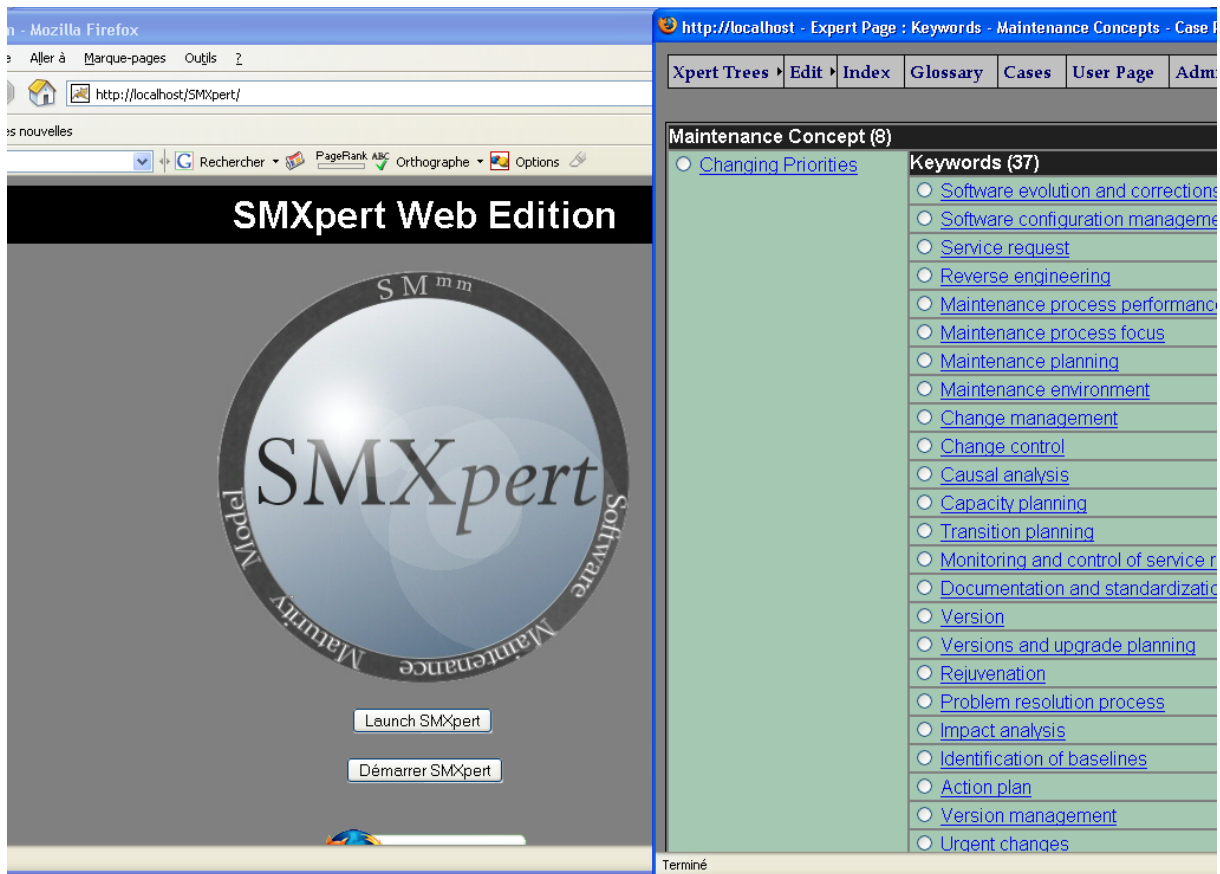 n - Mozilla Firefox
e Aller à Marque-pages Outils ?
http://localhost/SMXpert/
es nouvelles
Rechercher PageRank ABC Orthographe Options
SMXpert Web Edition
SMmm
SMXpert
Software Maintenance Maturity Model
Launch SMXpert
Démarrer SMXpert
http://localhost - Expert Page : Keywords - Maintenance Concepts - Case P
Xpert Trees Edit Index Glossary Cases User Page Admi
Maintenance Concept (8)
Changing Priorities
Keywords (37)
Software evolution and corrections
Software configuration manageme
Service request
Reverse engineering
Maintenance process performance
Maintenance process focus
Maintenance planning
Maintenance environment
Change management
Change control
Causal analysis
Capacity planning
Transition planning
Monitoring and control of service r
Documentation and standardizatio
Version
Versions and upgrade planning
Rejuvenation
Problem resolution process
Impact analysis
Identification of baselines
Action plan
Version management
Urgent changes
Terminé